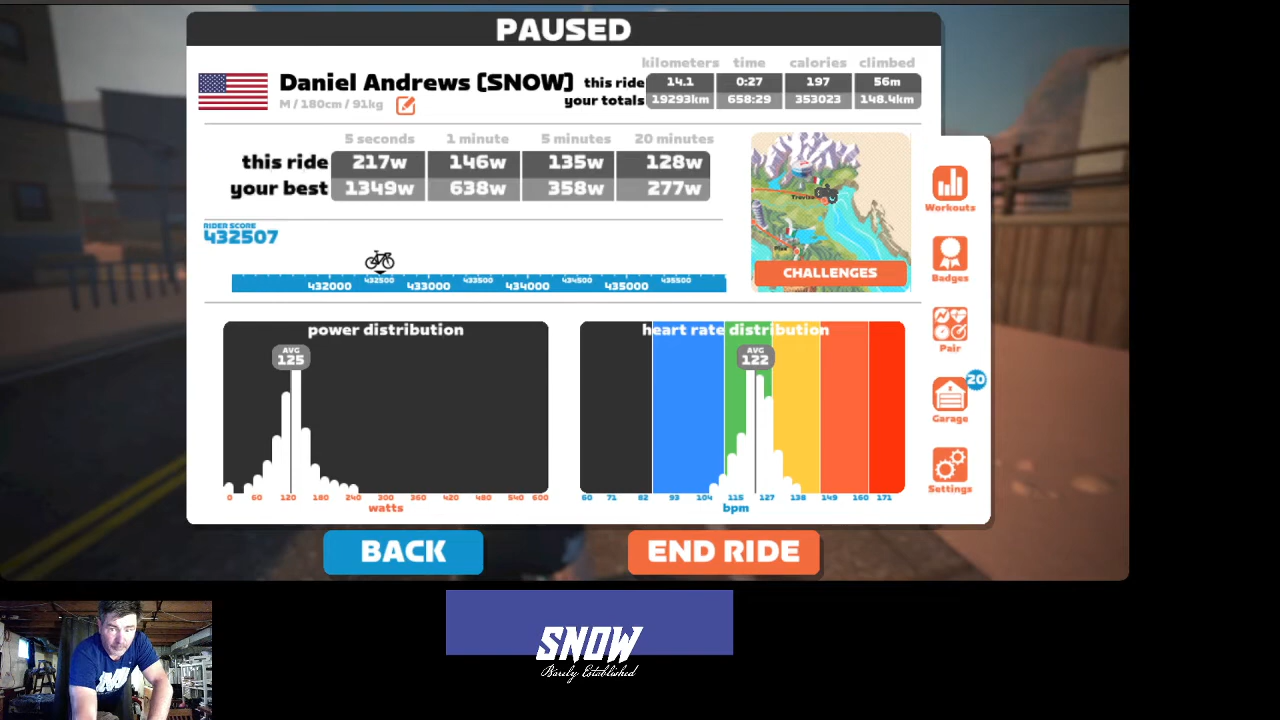 PAUSED
kilometers time calories climbed
Daniel Andrews (SNOW) this ride 14.1 0:27 197 56m
M / 180cm / 91kg your totals 19293km 658:29 353023 148.4km
5 seconds 1 minute 5 minutes 20 minutes
this ride 217w 146w 135w 128w
your best 1349w 638w 358w 277w
Treviso
Pisa
CHALLENGES
RIDER SCORE
432507
432000 432500 433000 433500 434000 434500 435000 435500
power distribution
AVG
125
0 60 120 180 240 300 360 420 480 540 600
watts
heart rate distribution
AVG
122
60 71 82 93 104 115 127 138 149 160 171
bpm
Workouts
Badges
Pair
20
Garage
Settings
BACK
END RIDE
SNOW
Barely Established